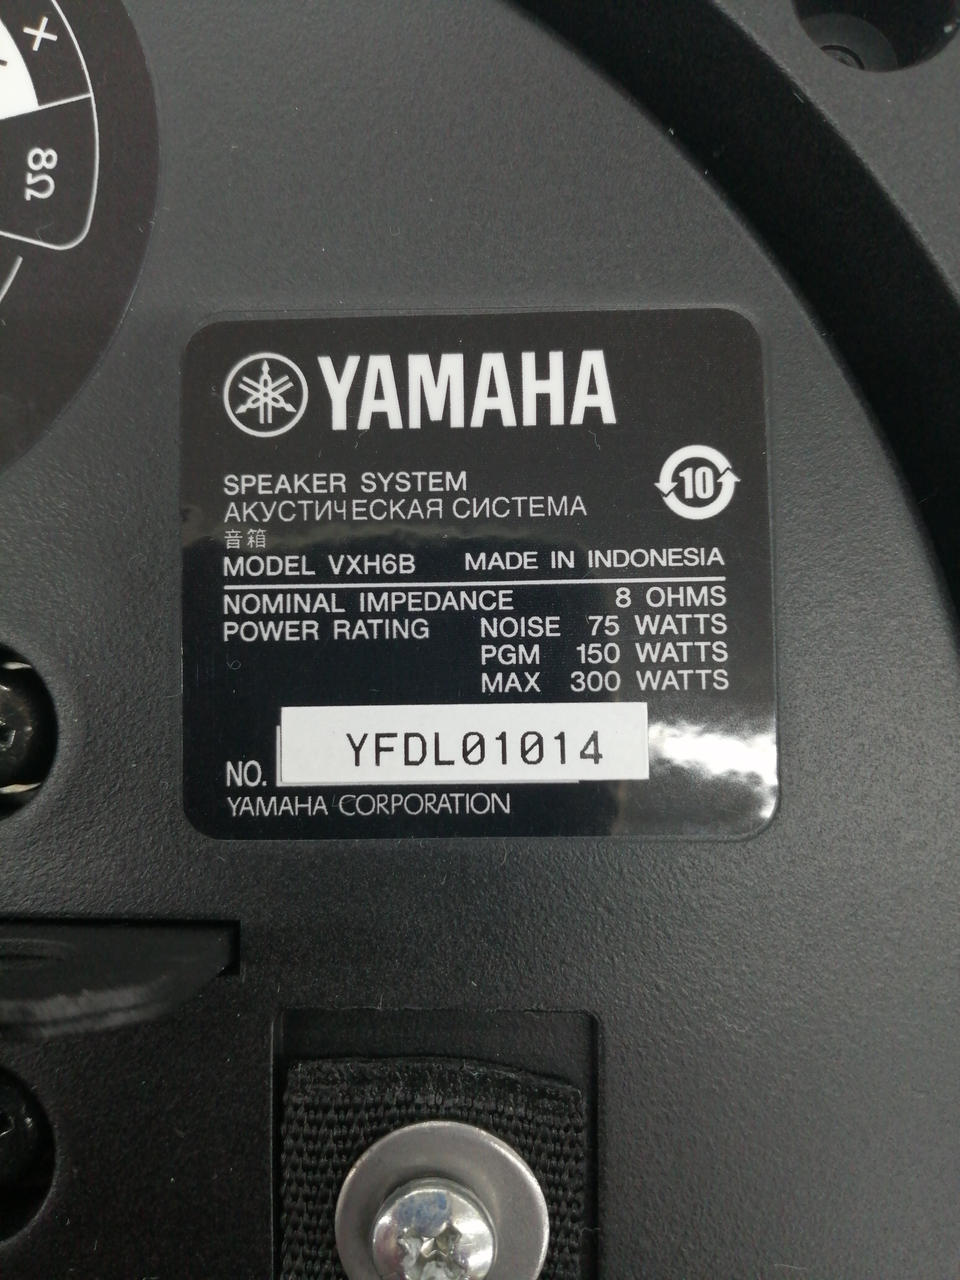 +
8Ω
YAMAHA
SPEAKER SYSTEM
АКУСТИЧЕСКАЯ СИСТЕМА
音箱
10
MODEL VXH6B MADE IN INDONESIA
NOMINAL IMPEDANCE 8 OHMS
POWER RATING NOISE 75 WATTS
PGM 150 WATTS
MAX 300 WATTS
NO. YFDL01014
YAMAHA CORPORATION